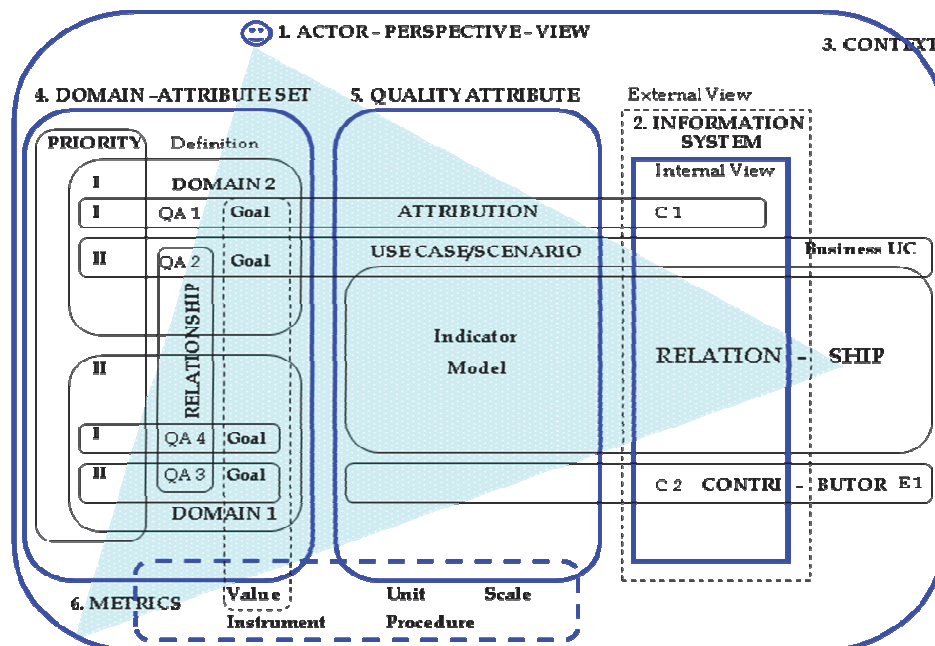 1. ACTOR – PERSPECTIVE – VIEW
3. CONTEXT
4. DOMAIN –ATTRIBUTE SET
5. QUALITY ATTRIBUTE
External View
2. INFORMATION
SYSTEM
PRIORITY
Definition
Internal View
I
DOMAIN 2
I
QA 1
Goal
ATTRIBUTION
C 1
II
QA 2
Goal
USE CASE/SCENARIO
Business UC
RELATIONSHIP
Indicator
Model
RELATION - SHIP
II
I
QA 4
Goal
II
QA 3
Goal
C 2
CONTRI - BUTOR
E1
DOMAIN 1
6. METRICS
Value
Unit
Scale
Instrument
Procedure